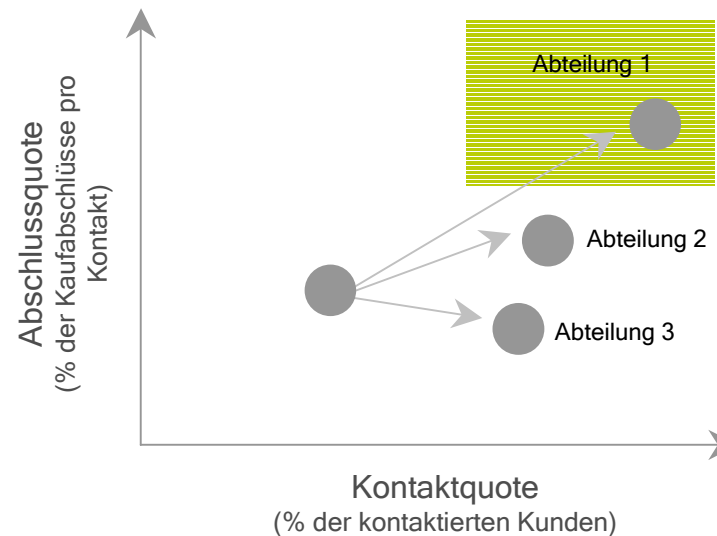 Abteilung 1
Abteilung 2
Abteilung 3
Abschlussquote
(% der Kaufabschlüsse pro
Kontakt)
Kontaktquote
(% der kontaktierten Kunden)